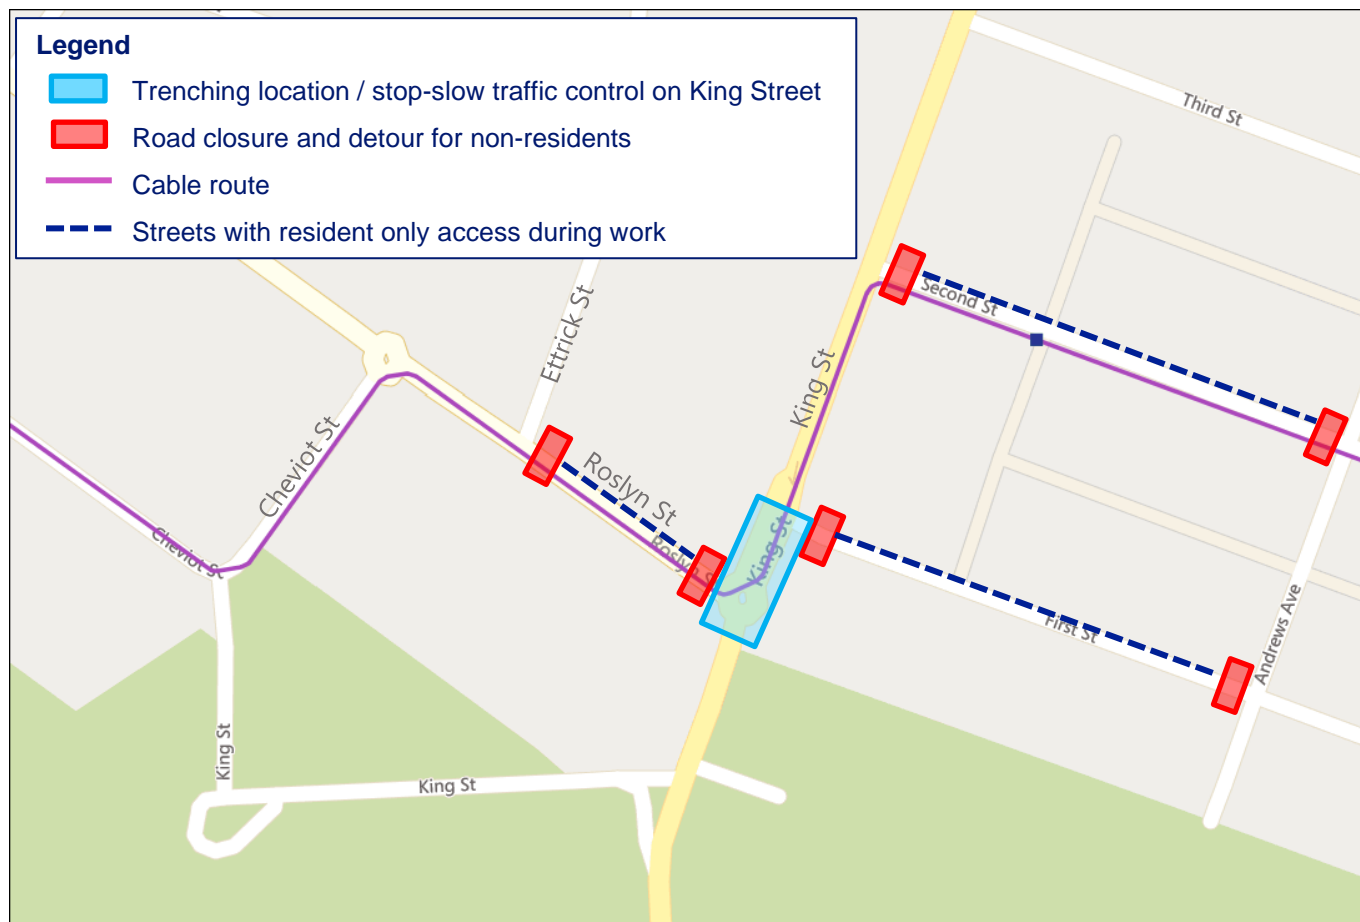 Legend
Trenching location / stop-slow traffic control on King Street
Road closure and detour for non-residents
Cable route
Streets with resident only access during work
Third St
Second St
Ettrick St
King St
Cheviot St
Roslyn St
Roslyn St
King St
Cheviot St
First St
Andrews Ave
King St
King St